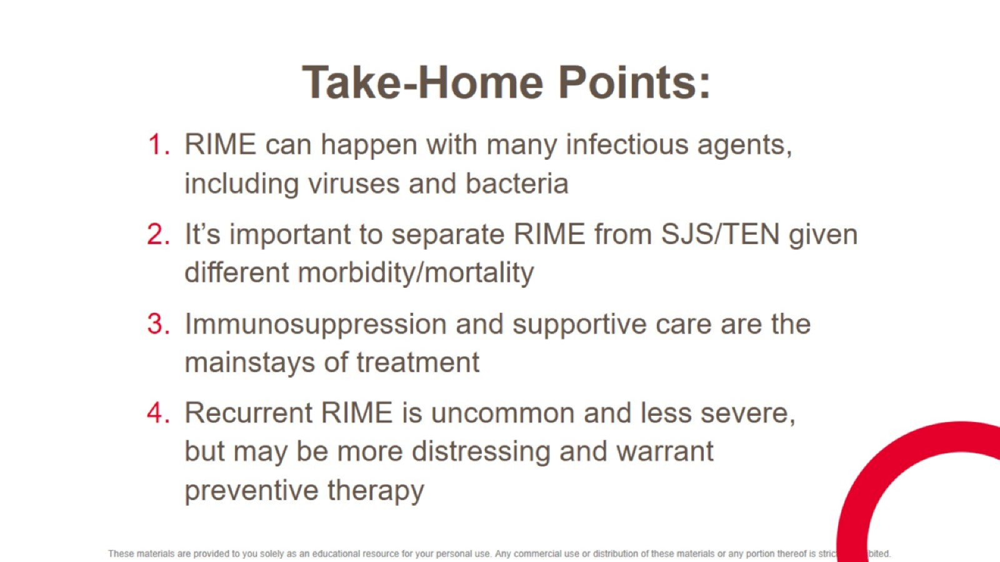 Take-Home Points:
1. RIME can happen with many infectious agents,
including viruses and bacteria
2. It’s important to separate RIME from SJS/TEN given
different morbidity/mortality
3. Immunosuppression and supportive care are the
mainstays of treatment
4. Recurrent RIME is uncommon and less severe,
but may be more distressing and warrant
preventive therapy
These materials are provided to you solely as an educational resource for your personal use. Any commercial use or distribution of these materials or any portion thereof is